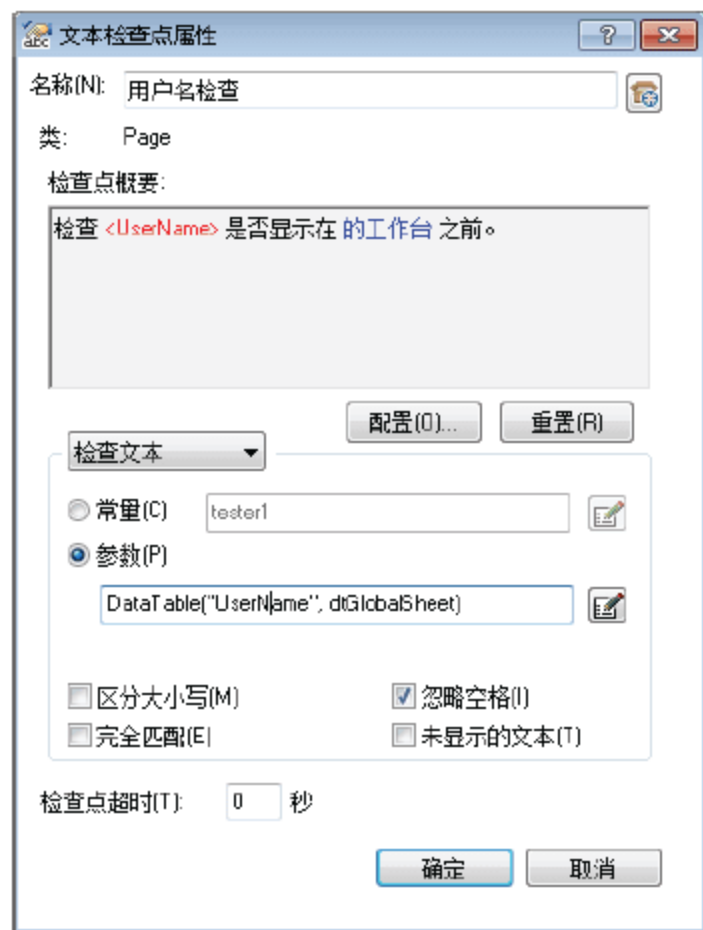 文本检查点属性
名称(N): 用户名检查
类: Page
检查点概要:
检查 <UserName> 是否显示在 的工作台 之前。
配置(O)... 重置(R)
检查文本
常量(C) tester1
参数(P)
DataTable("UserName", dtGlobalSheet)
区分大小写(M) 忽略空格(I)
完全匹配(E) 未显示的文本(T)
检查点超时(T): 0 秒
确定 取消